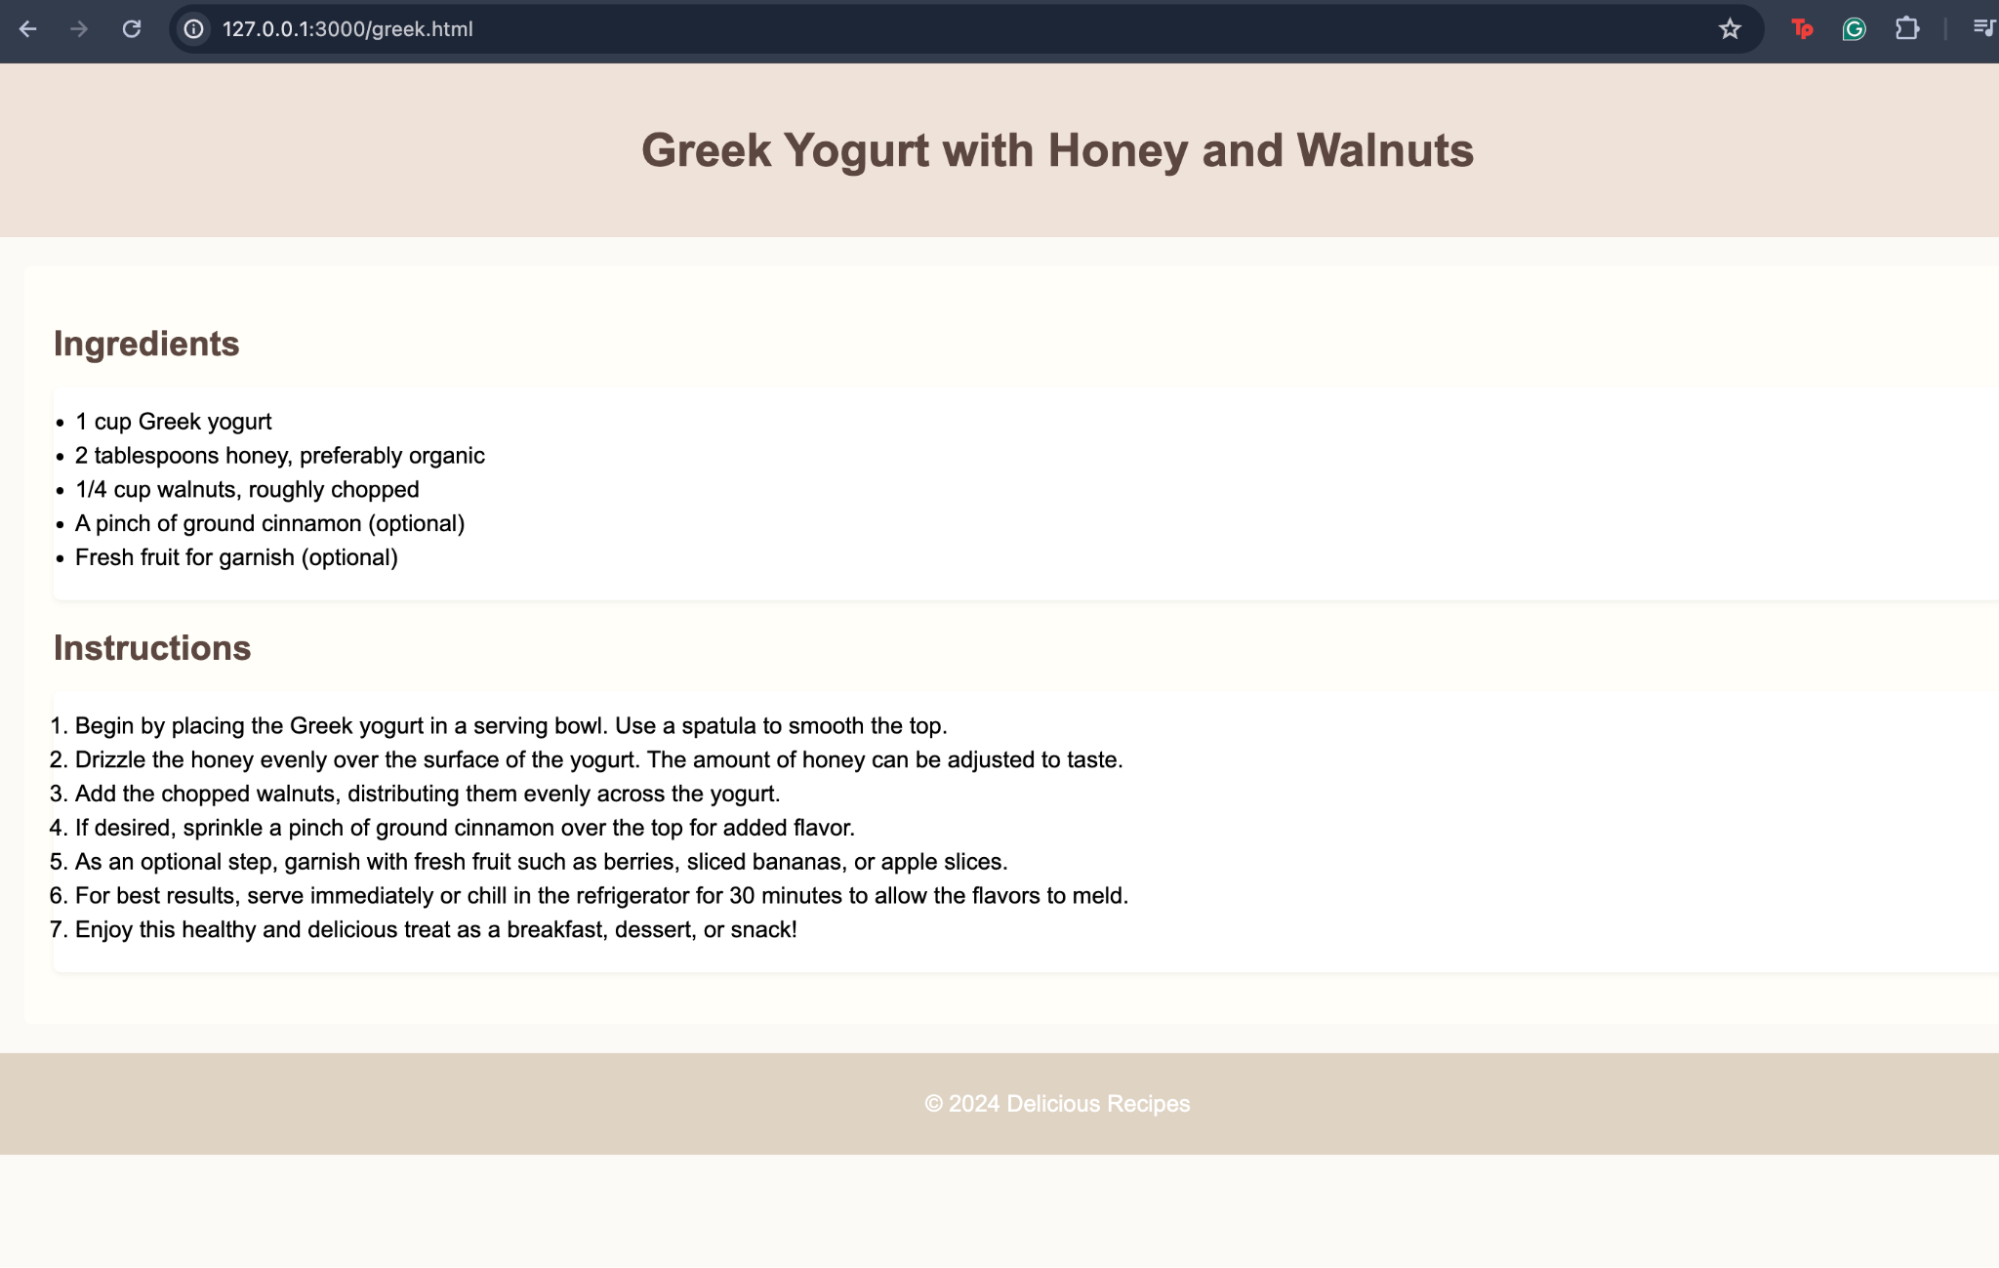 127.0.0.1:3000/greek.html
Greek Yogurt with Honey and Walnuts
Ingredients
• 1 cup Greek yogurt
• 2 tablespoons honey, preferably organic
• 1/4 cup walnuts, roughly chopped
• A pinch of ground cinnamon (optional)
• Fresh fruit for garnish (optional)
Instructions
1. Begin by placing the Greek yogurt in a serving bowl. Use a spatula to smooth the top.
2. Drizzle the honey evenly over the surface of the yogurt. The amount of honey can be adjusted to taste.
3. Add the chopped walnuts, distributing them evenly across the yogurt.
4. If desired, sprinkle a pinch of ground cinnamon over the top for added flavor.
5. As an optional step, garnish with fresh fruit such as berries, sliced bananas, or apple slices.
6. For best results, serve immediately or chill in the refrigerator for 30 minutes to allow the flavors to meld.
7. Enjoy this healthy and delicious treat as a breakfast, dessert, or snack!
© 2024 Delicious Recipes